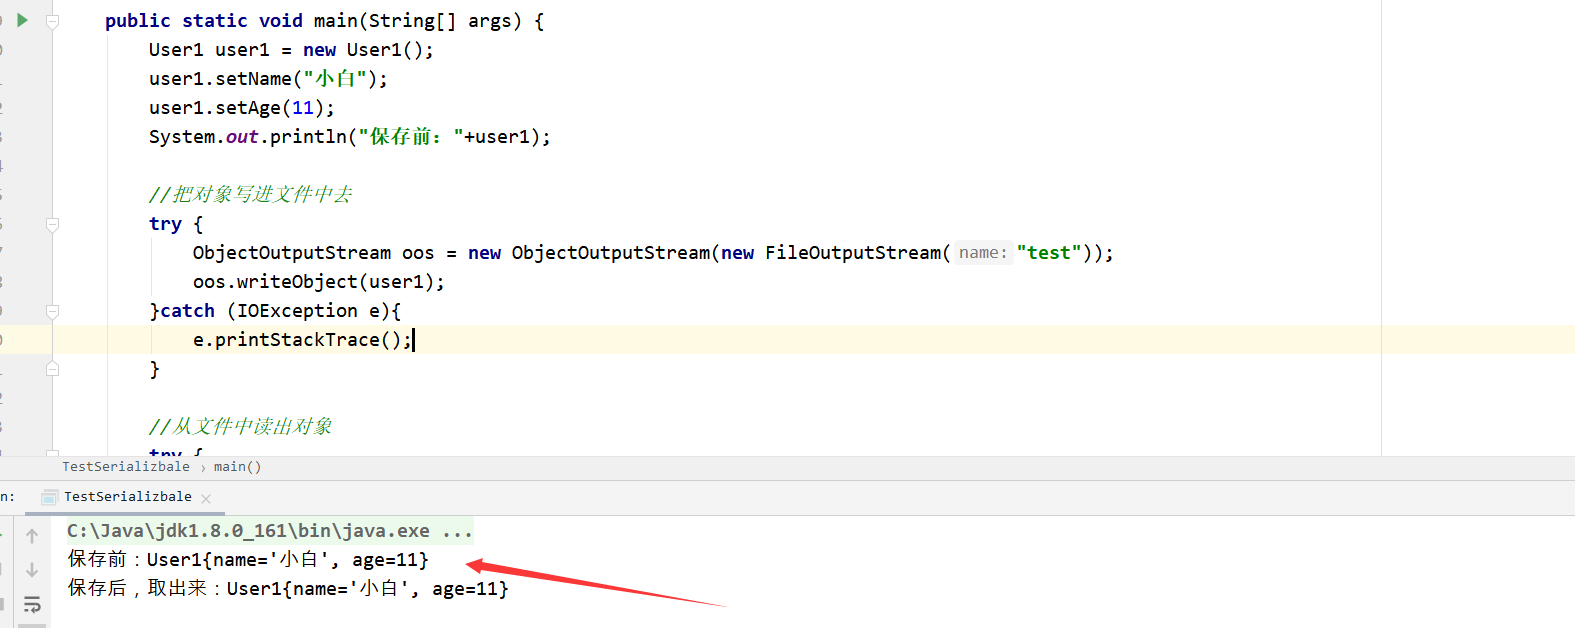 public static void main(String[] args) {
User1 user1 = new User1();
user1.setName("小白");
user1.setAge(11);
System.out.println("保存前："+user1);
//把对象写进文件中去
try {
ObjectOutputStream oos = new ObjectOutputStream(new FileOutputStream( name: "test"));
oos.writeObject(user1);
}catch (IOException e){
e.printStackTrace();
}
//从文件中读出对象
try {
TestSerializbale › main()
n: TestSerializbale ×
C:\Java\jdk1.8.0_161\bin\java.exe ...
保存前：User1{name='小白', age=11}
保存后，取出来：User1{name='小白', age=11}